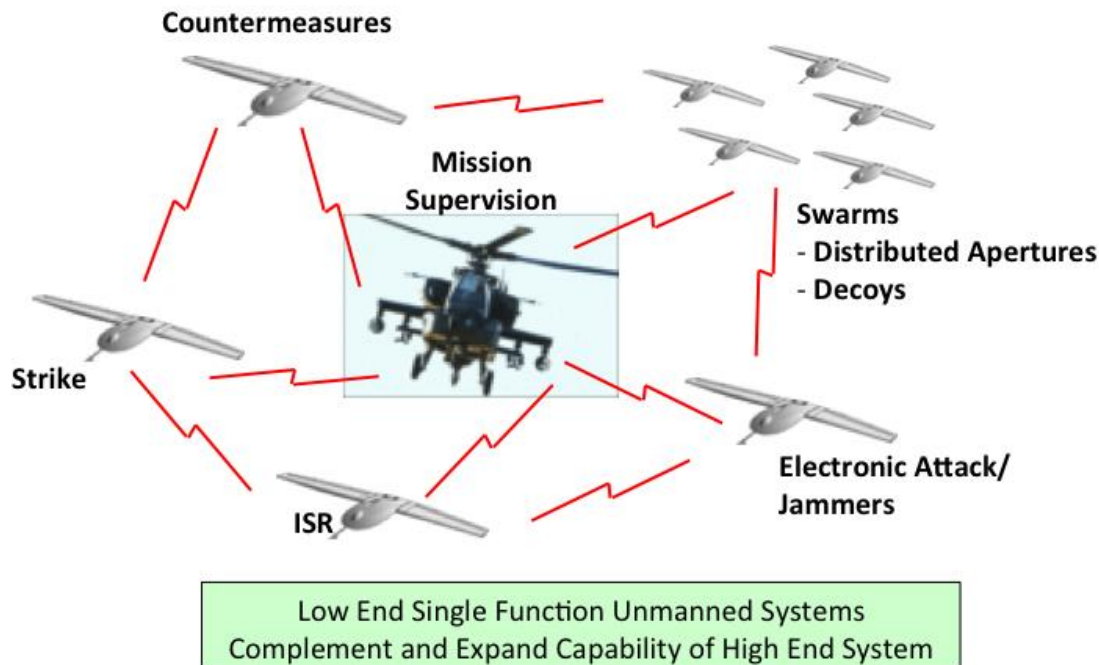 Countermeasures
Mission
Supervision
Swarms
- Distributed Apertures
- Decoys
Strike
Electronic Attack/
Jammers
ISR
Low End Single Function Unmanned Systems
Complement and Expand Capability of High End System